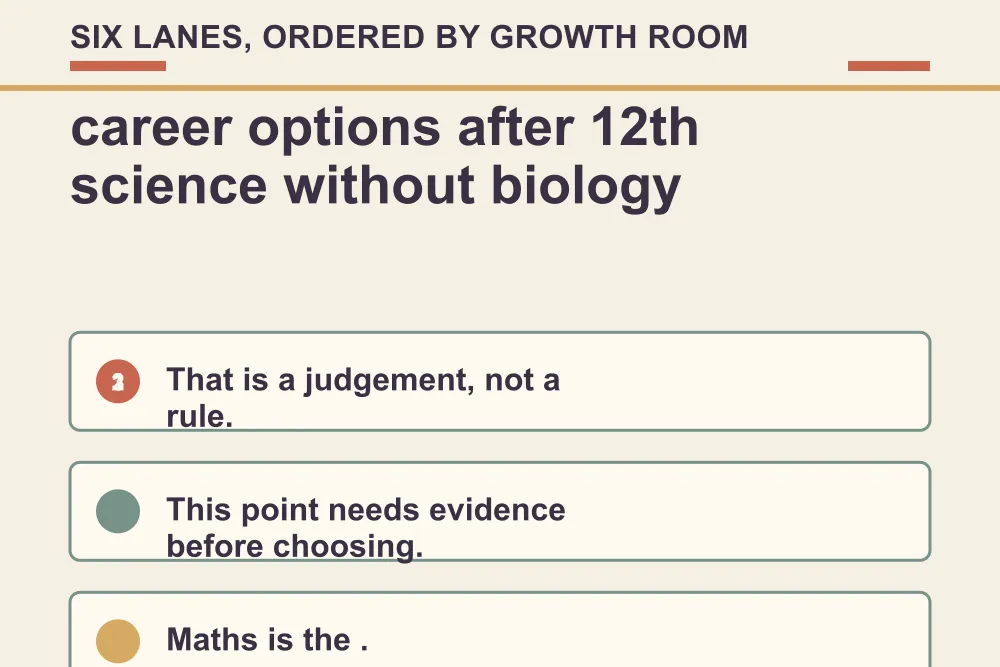 SIX LANES, ORDERED BY GROWTH ROOM
career options after 12th
science without biology
That is a judgement, not a
rule.
This point needs evidence
before choosing.
Maths is the .